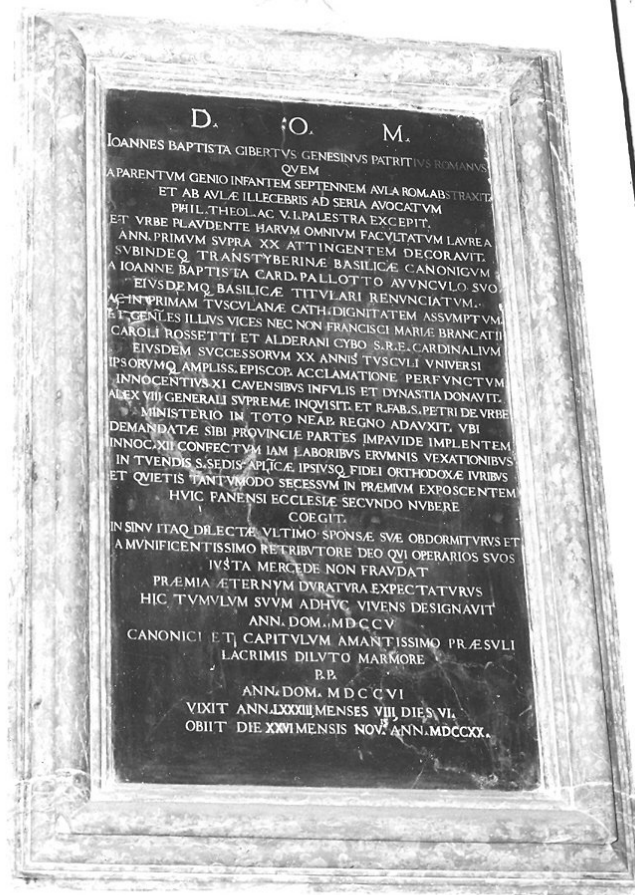 D. O. M.
IOANNES BAPTISTA GIBERTVS GENESINVS PATRITIVS ROMANVS
QVEM
A PARENTVM GENIO INFANTEM SEPTENNEM AVLA ROM. ABSTRAXIT.
ET AB AVLÆ ILLECEBRIS AD SERIA AVOCATVM
PHIL. THEOL. AC V. I. PALESTRA EXCEPIT.
ET VRBE PLAVDENTE HARVM OMNIVM FACVLTATVM LAVREA
ANN. PRIMVM SVPRA XX ATTINGENTEM DECORAVIT.
SVBINDEQ TRANSTYBERINÆ BASILICÆ CANONICVM
A IOANNE BAPTISTA CARD. PALLOTTO AVVNCVLO SVO
EIVSDEMQ BASILICÆ TITVLARI RENVNCIATVM.
AC IN PRIMAM TVSCVLANÆ CATH. DIGNITATEM ASSVMPTVM
ET GEN̄LES ILLIVS VICES NEC NON FRANCISCI MARIÆ BRANCATII
CAROLI ROSSETTI ET ALDERANI CYBO S.R.E. CARDINALIVM
EIVSDEM SVCCESSORVM XX ANNIS TVSCVLI VNIVERSI
IPSORVMQ AMPLISS. EPISCOP. ACCLAMATIONE PERFVNCTVM
INNOCENTIVS XI CAVENSIBVS INFVLIS ET DYNASTIA DONAVIT.
ALEX VIII GENERALI SVPREMÆ INQVISIT. ET R. FAB. S. PETRI DE VRBE
MINISTERIO IN TOTO NEAP. REGNO ADAVXIT. VBI
DEMANDATÆ SIBI PROVINCIÆ PARTES IMPAVIDE IMPLENTEM
INNOC. XII CONFECTVM IAM LABORIBVS ERVMNIS VEXATIONIBVS
IN TVENDIS S. SEDIS APLICÆ IPSIVSQ FIDEI ORTHODOXÆ IVRIBVS
ET QVIETIS TANTVMODO SECESSVM IN PRÆMIVM EXPOSCENTEM
HVIC FANENSI ECCLESIÆ SECVNDO NVBERE
COEGIT.
IN SINV ITAQ DILECTÆ VLTIMO SPONSÆ SVÆ OBDORMITVRVS ET
A MVNIFICENTISSIMO RETRIBVTORE DEO QVI OPERARIOS SVOS
IVSTA MERCEDE NON FRAVDAT
PRÆMIA ÆTERNVM DVRATVRA EXPECTATVRVS
HIC TVMVLVM SVVM ADHVC VIVENS DESIGNAVIT
ANN. DOM. MDCCV
CANONICI ET CAPITVLVM AMANTISSIMO PRÆSVLI
LACRIMIS DILVTO MARMORE
P.P.
ANN. DOM. MDCCVI
VIXIT ANN. LXXXIII MENSES VIII DIES VI.
OBIIT DIE XXVI MENSIS NOV. ANN. MDCCXX.